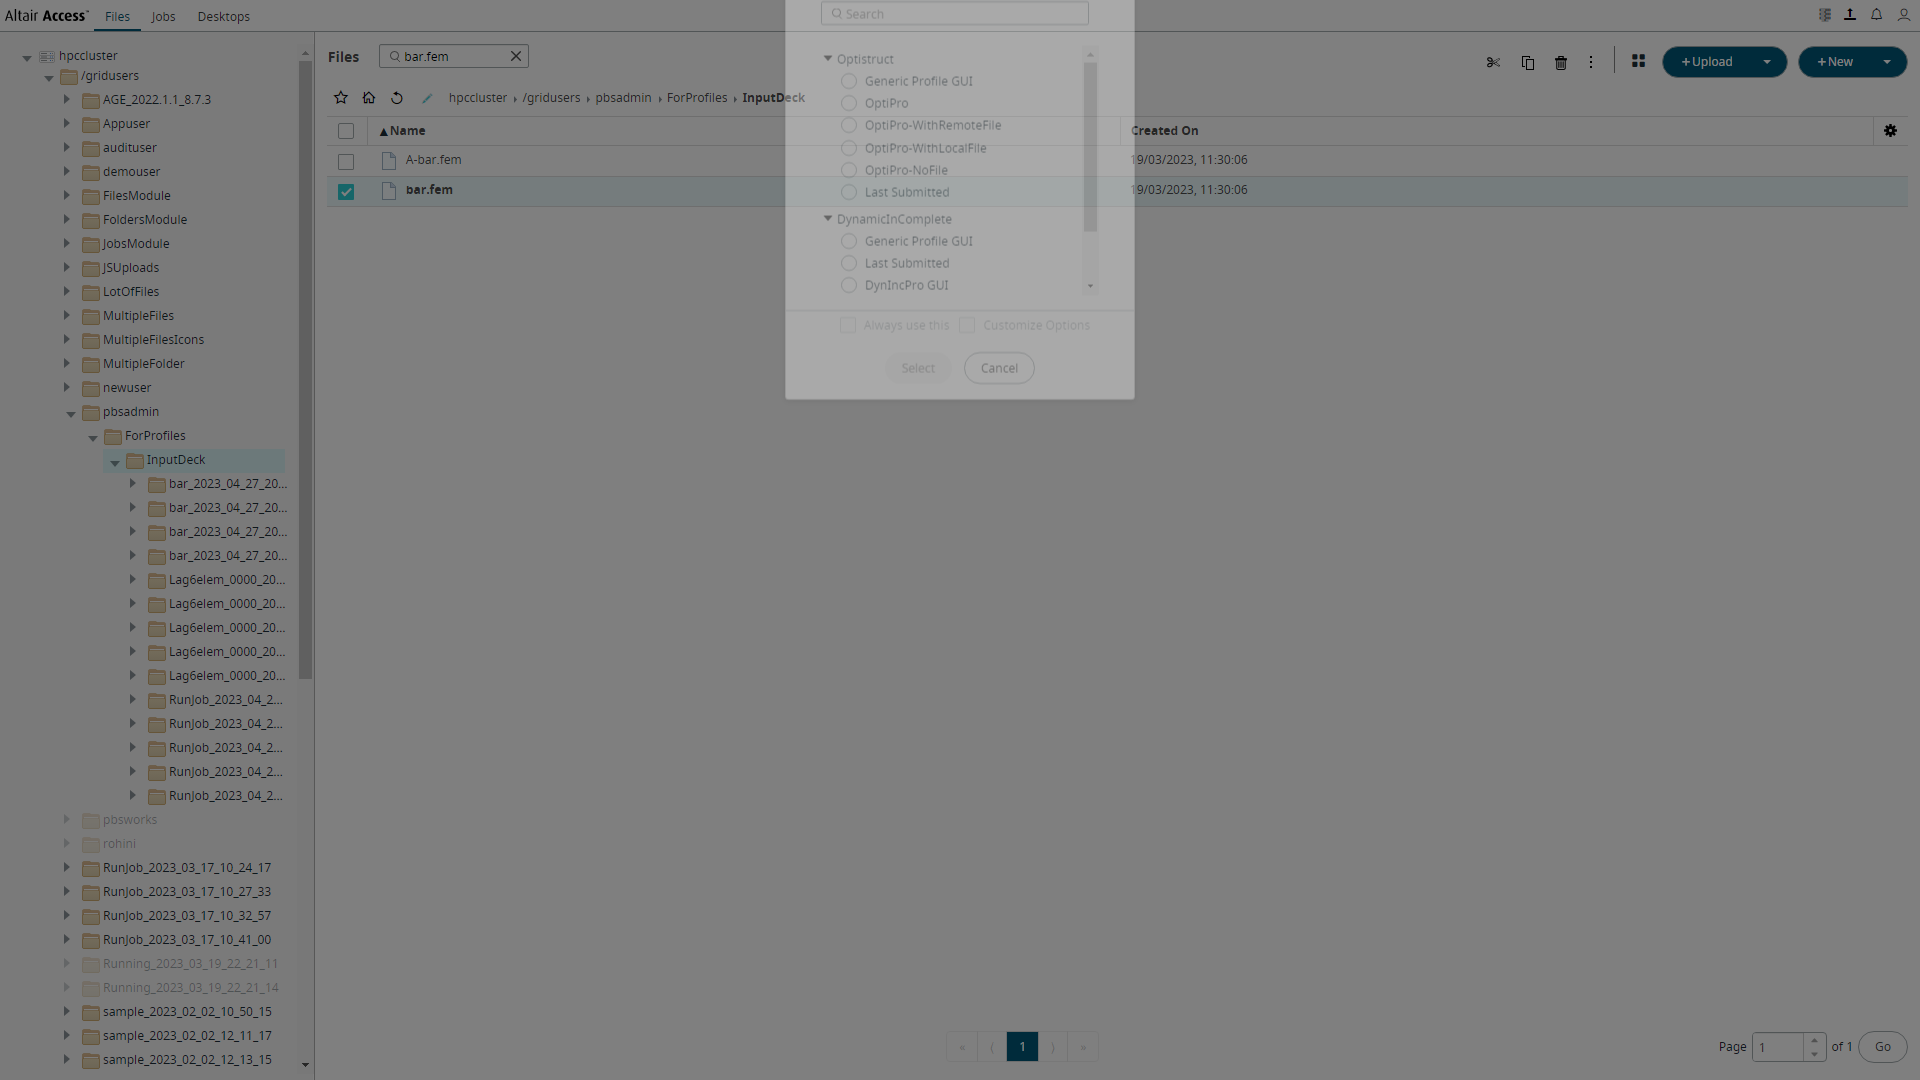 Altair Access™ Files Jobs Desktops
Search
hpccluster
/gridusers
AGE_2022.1.1_8.7.3
Appuser
audituser
demouser
FilesModule
FoldersModule
JobsModule
JSUploads
LotOfFiles
MultipleFiles
MultipleFilesIcons
MultipleFolder
newuser
pbsadmin
ForProfiles
InputDeck
bar_2023_04_27_20...
bar_2023_04_27_20...
bar_2023_04_27_20...
bar_2023_04_27_20...
Lag6elem_0000_20...
Lag6elem_0000_20...
Lag6elem_0000_20...
Lag6elem_0000_20...
Lag6elem_0000_20...
RunJob_2023_04_2...
RunJob_2023_04_2...
RunJob_2023_04_2...
RunJob_2023_04_2...
RunJob_2023_04_2...
pbsworks
rohini
RunJob_2023_03_17_10_24_17
RunJob_2023_03_17_10_27_33
RunJob_2023_03_17_10_32_57
RunJob_2023_03_17_10_41_00
Running_2023_03_19_22_21_11
Running_2023_03_19_22_21_14
sample_2023_02_02_10_50_15
sample_2023_02_02_12_11_17
sample_2023_02_02_12_13_15
Files bar.fem
+Upload +New
hpccluster › /gridusers › pbsadmin › ForProfiles › InputDeck
Name Created On
A-bar.fem 19/03/2023, 11:30:06
bar.fem 19/03/2023, 11:30:06
Optistruct
Generic Profile GUI
OptiPro
OptiPro-WithRemoteFile
OptiPro-WithLocalFile
OptiPro-NoFile
Last Submitted
DynamicInComplete
Generic Profile GUI
Last Submitted
DynIncPro GUI
Always use this Customize Options
Select Cancel
« ⟨ 1 ⟩ »
Page 1 of 1 Go